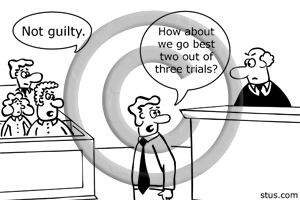 Not guilty.
How about
we go best
two out of
three trials?
stus.com